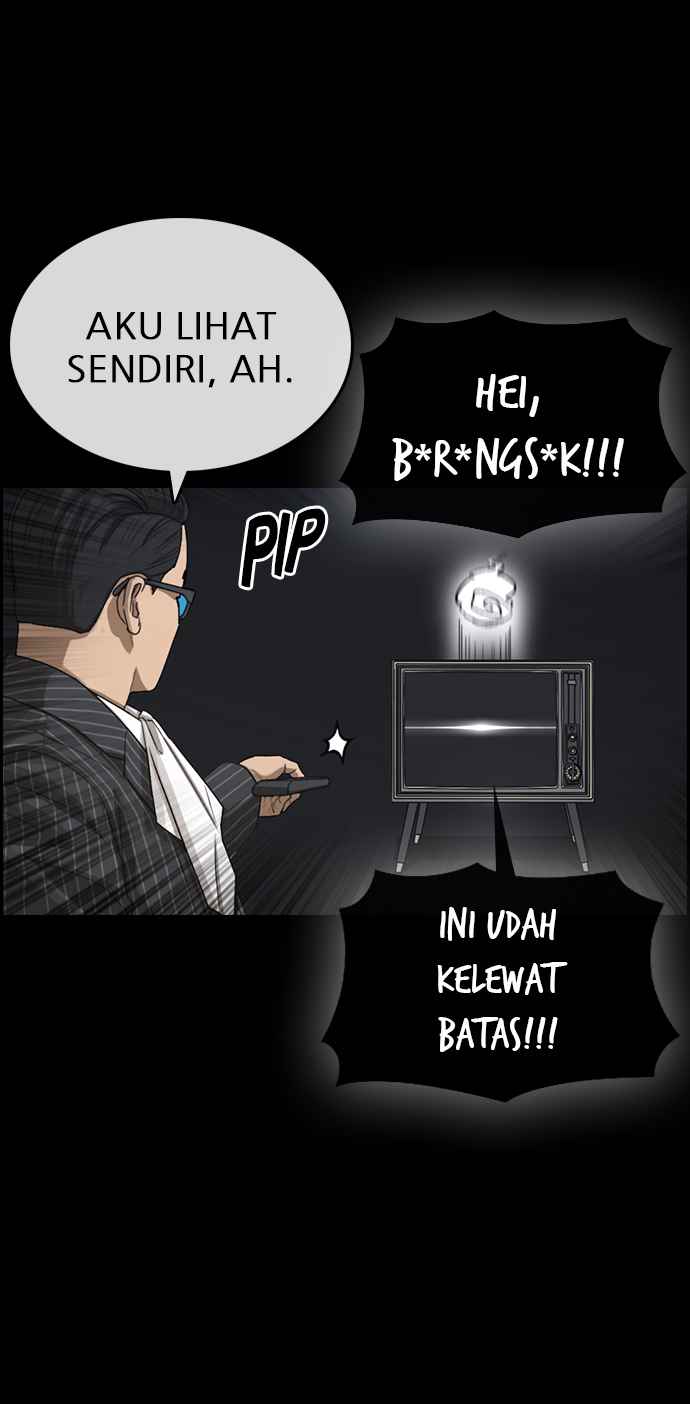 AKU LIHAT
SENDIRI, AH.
HEI,
B*R*NGS*K!!!
PIP
INI UDAH
KELEWAT
BATAS!!!